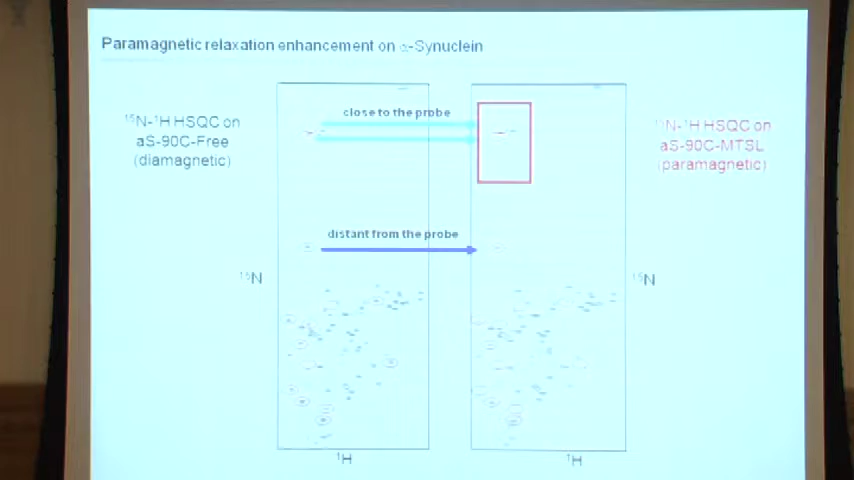 Paramagnetic relaxation enhancement on α-Synuclein
¹⁵N-¹H HSQC on
aS-90C-Free
(diamagnetic)
close to the probe
distant from the probe
¹⁵N
¹H
¹⁵N-¹H HSQC on
aS-90C-MTSL
(paramagnetic)
¹⁵N
¹H